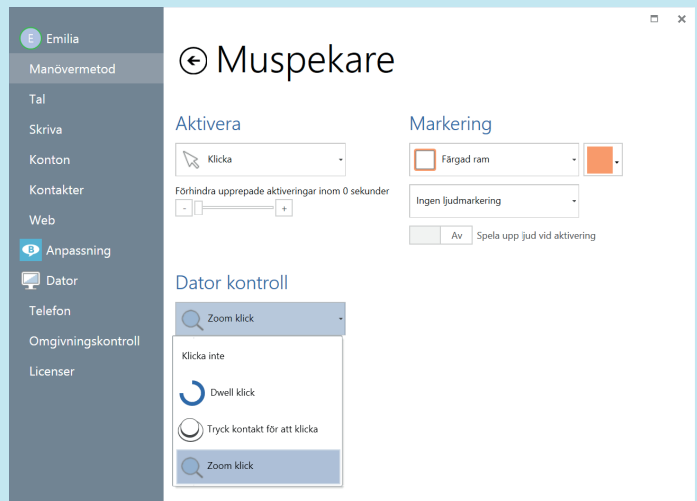 E Emilia
Manövermetod
Tal
Skriva
Konton
Kontakter
Web
B Anpassning
Dator
Telefon
Omgivningskontroll
Licenser
Muspekare
Aktivera
Klicka
Förhindra upprepade aktiveringar inom 0 sekunder
- +
Markering
Färgad ram
Ingen ljudmarkering
Av Spela upp ljud vid aktivering
Dator kontroll
Zoom klick
Klicka inte
Dwell klick
Tryck kontakt för att klicka
Zoom klick